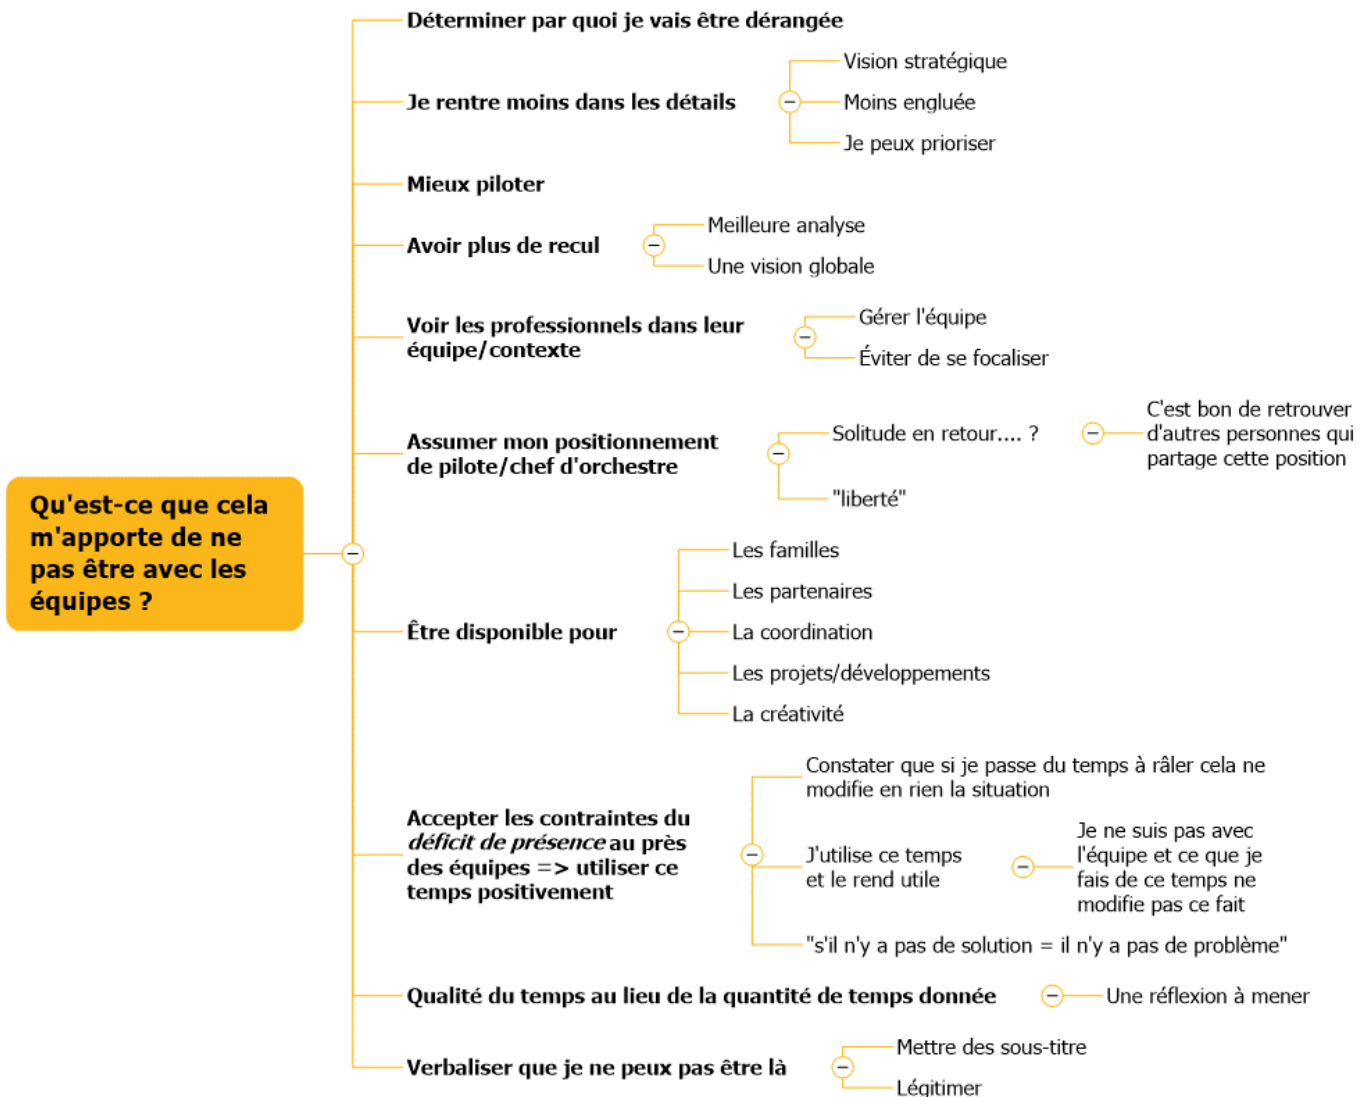 Déterminer par quoi je vais être dérangée
Je rentre moins dans les détails
Vision stratégique
Moins engluée
Je peux prioriser
Mieux piloter
Avoir plus de recul
Meilleure analyse
Une vision globale
Voir les professionnels dans leur
équipe/contexte
Gérer l'équipe
Éviter de se focaliser
Assumer mon positionnement
de pilote/chef d'orchestre
Solitude en retour.... ?
C'est bon de retrouver
d'autres personnes qui
partage cette position
"liberté"
Qu'est-ce que cela
m'apporte de ne
pas être avec les
équipes ?
Être disponible pour
Les familles
Les partenaires
La coordination
Les projets/développements
La créativité
Accepter les contraintes du
déficit de présence au près
des équipes => utiliser ce
temps positivement
Constater que si je passe du temps à râler cela ne
modifie en rien la situation
J'utilise ce temps
et le rend utile
Je ne suis pas avec
l'équipe et ce que je
fais de ce temps ne
modifie pas ce fait
"s'il n'y a pas de solution = il n'y a pas de problème"
Qualité du temps au lieu de la quantité de temps donnée
Une réflexion à mener
Verbaliser que je ne peux pas être là
Mettre des sous-titre
Légitimer